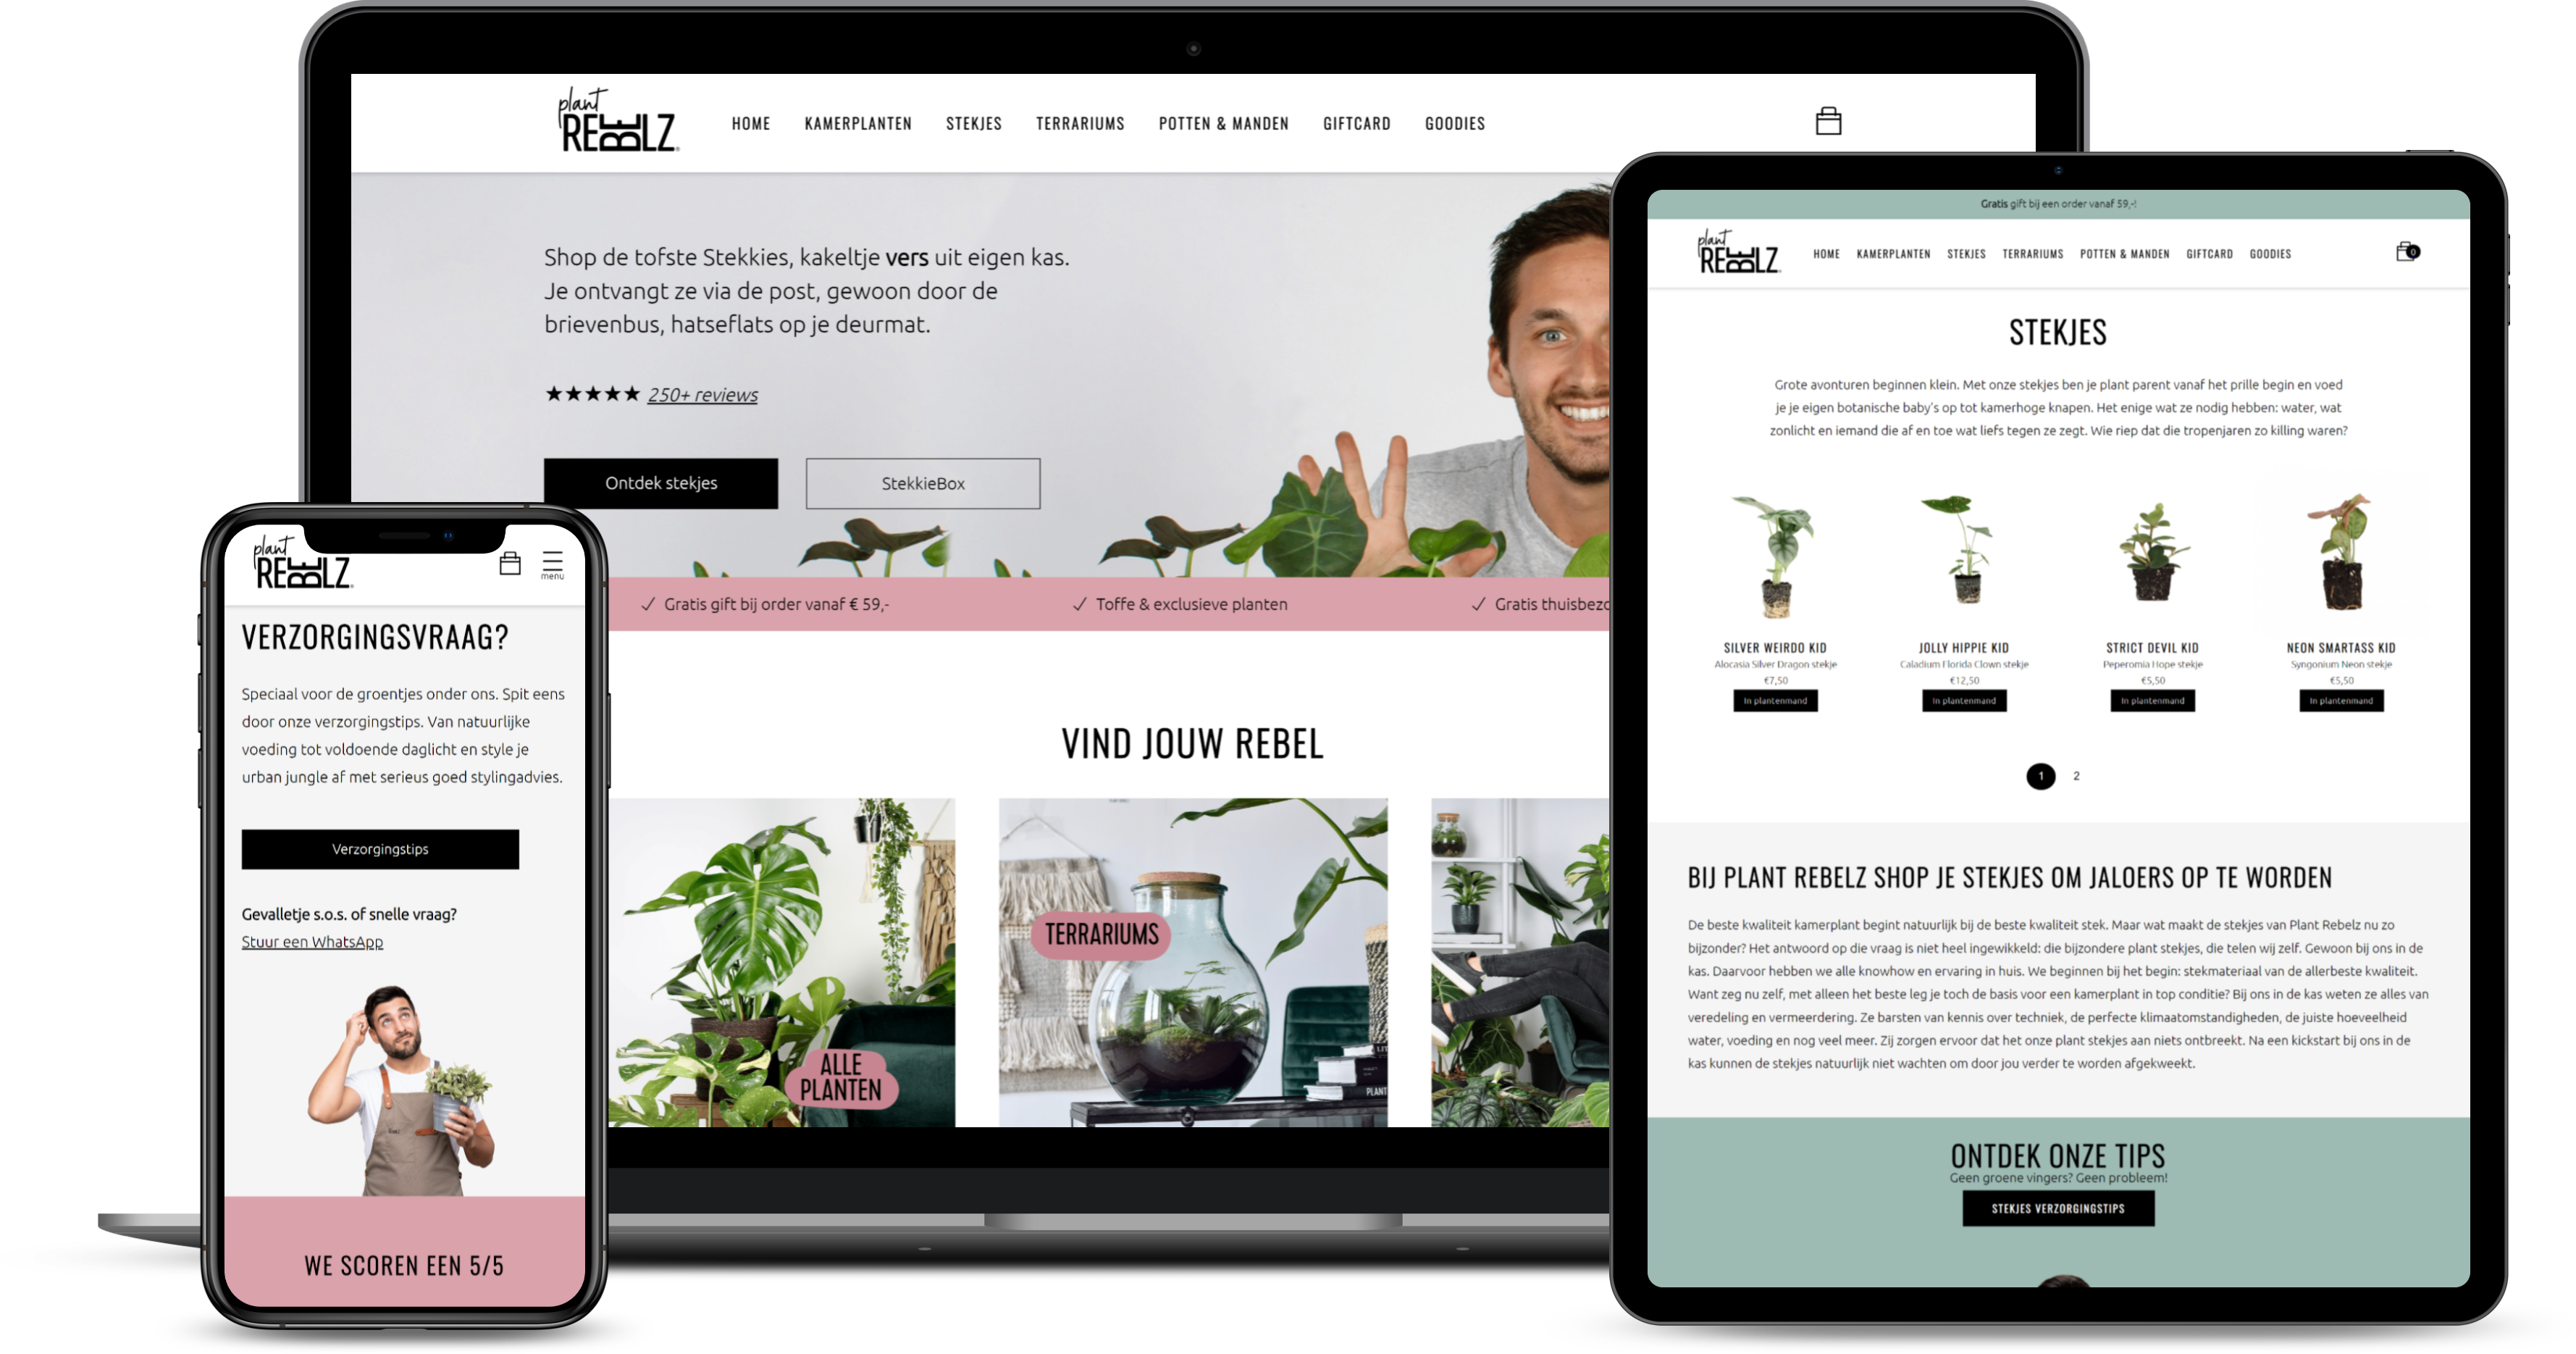 plant
REBELZ
HOME KAMERPLANTEN STEKJES TERRARIUMS POTTEN & MANDEN GIFTCARD GOODIES
Shop de tofste Stekkies, kakeltje vers uit eigen kas.
Je ontvangt ze via de post, gewoon door de
brievenbus, hatseflats op je deurmat.
★★★★★ 250+ reviews
Ontdek stekjes StekkieBox
✓ Gratis gift bij order vanaf € 59,- ✓ Toffe & exclusieve planten ✓ Gratis thuisbezo
VIND JOUW REBEL
ALLE
PLANTEN
TERRARIUMS
PLANT
plant
REBELZ
menu
VERZORGINGSVRAAG?
Speciaal voor de groentjes onder ons. Spit eens
door onze verzorgingstips. Van natuurlijke
voeding tot voldoende daglicht en style je
urban jungle af met serieus goed stylingadvies.
Verzorgingstips
Gevalletje s.o.s. of snelle vraag?
Stuur een WhatsApp
WE SCOREN EEN 5/5
Gratis gift bij een order vanaf 59,-!
plant
REBELZ
HOME KAMERPLANTEN STEKJES TERRARIUMS POTTEN & MANDEN GIFTCARD GOODIES
0
STEKJES
Grote avonturen beginnen klein. Met onze stekjes ben je plant parent vanaf het prille begin en voed
je je eigen botanische baby's op tot kamerhoge knapen. Het enige wat ze nodig hebben: water, wat
zonlicht en iemand die af en toe wat liefs tegen ze zegt. Wie riep dat die tropenjaren zo killing waren?
SILVER WEIRDO KID
Alocasia Silver Dragon stekje
€7,50
In plantenmand
JOLLY HIPPIE KID
Caladium Florida Clown stekje
€12,50
In plantenmand
STRICT DEVIL KID
Peperomia Hope stekje
€5,50
In plantenmand
NEON SMARTASS KID
Syngonium Neon stekje
€5,50
In plantenmand
1 2
BIJ PLANT REBELZ SHOP JE STEKJES OM JALOERS OP TE WORDEN
De beste kwaliteit kamerplant begint natuurlijk bij de beste kwaliteit stek. Maar wat maakt de stekjes van Plant Rebelz nu zo
bijzonder? Het antwoord op die vraag is niet heel ingewikkeld: die bijzondere plant stekjes, die telen wij zelf. Gewoon bij ons in de
kas. Daarvoor hebben we alle knowhow en ervaring in huis. We beginnen bij het begin: stekmateriaal van de allerbeste kwaliteit.
Want zeg nu zelf, met alleen het beste leg je toch de basis voor een kamerplant in top conditie? Bij ons in de kas weten ze alles van
veredeling en vermeerdering. Ze barsten van kennis over techniek, de perfecte klimaatomstandigheden, de juiste hoeveelheid
water, voeding en nog veel meer. Zij zorgen ervoor dat het onze plant stekjes aan niets ontbreekt. Na een kickstart bij ons in de
kas kunnen de stekjes natuurlijk niet wachten om door jou verder te worden afgekweekt.
ONTDEK ONZE TIPS
Geen groene vingers? Geen probleem!
STEKJES VERZORGINGSTIPS